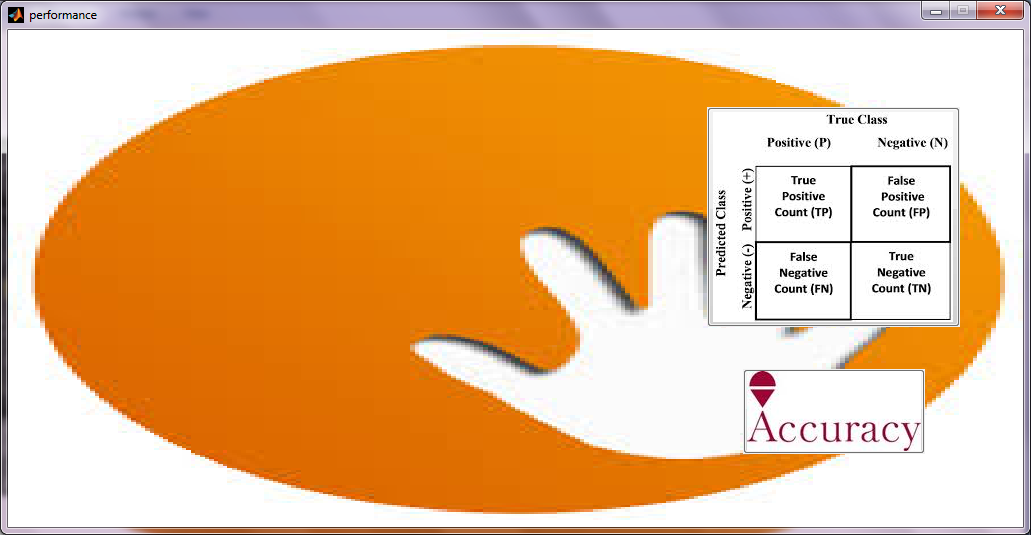 performance
True Class
Positive (P) Negative (N)
Predicted Class
Positive (+)
True
Positive
Count (TP)
False
Positive
Count (FP)
Negative (-)
False
Negative
Count (FN)
True
Negative
Count (TN)
Accuracy